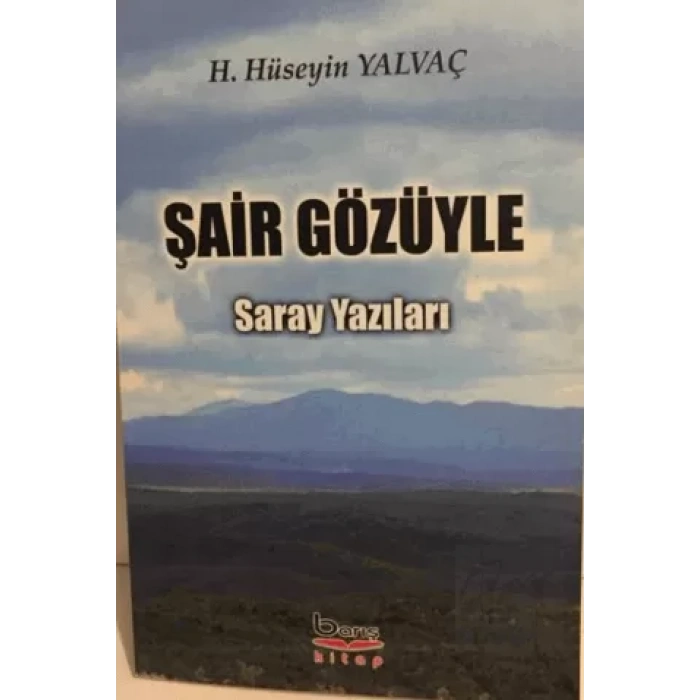 H. Hüseyin YALVAÇ
ŞAİR GÖZÜYLE
Saray Yazıları
barış
kitap